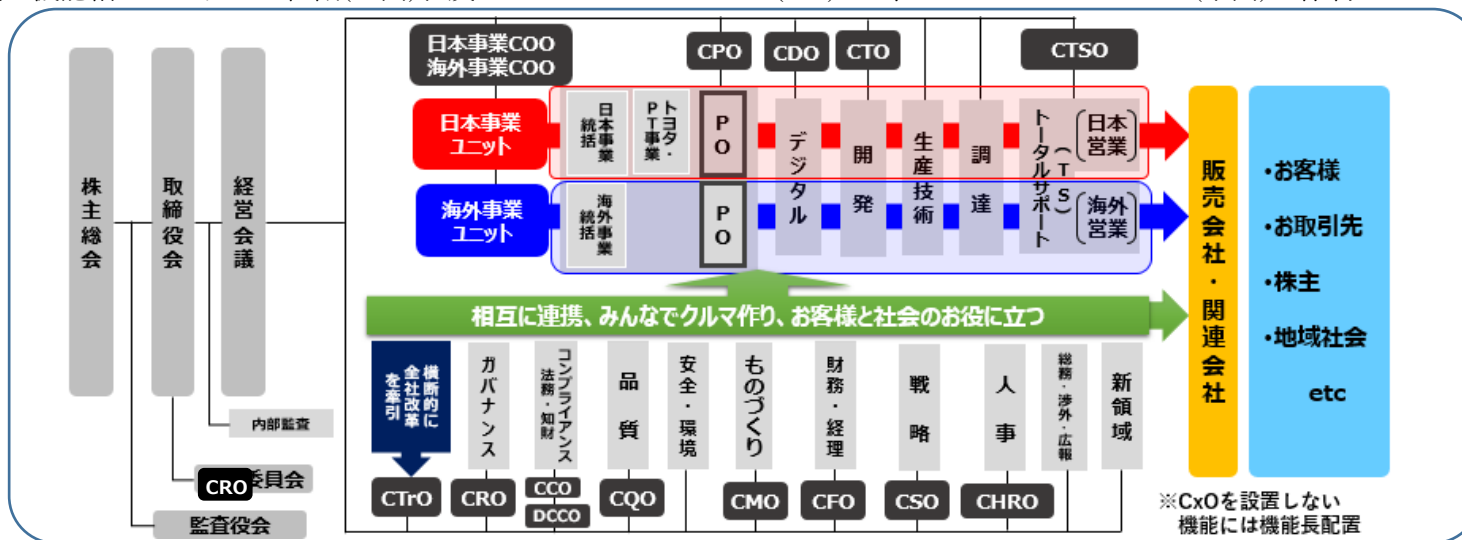 日本事業COO
海外事業COO
CPO
CDO
CTO
CTSO
日本事業
ユニット
日本事業
統括
トヨタ・
PT事業
PO
海外事業
ユニット
海外事業
統括
PO
デジタル
開発
生産技術
調達
トータルサポート
(TS)
日本
営業
海外
営業
株主総会
取締役会
経営会議
内部監査
CRO
委員会
監査役会
販売会社・関連会社
・お客様
・お取引先
・株主
・地域社会
etc
相互に連携、みんなでクルマ作り、お客様と社会のお役に立つ
横断的に
全社改革
を牽引
ガバナンス
コンプライアンス
法務・知財
品質
安全・環境
ものづくり
財務・経理
戦略
人事
総務・渉外・広報
新領域
CTrO
CRO
CCO
DCCO
CQO
CMO
CFO
CSO
CHRO
※CxOを設置しない
機能には機能長配置